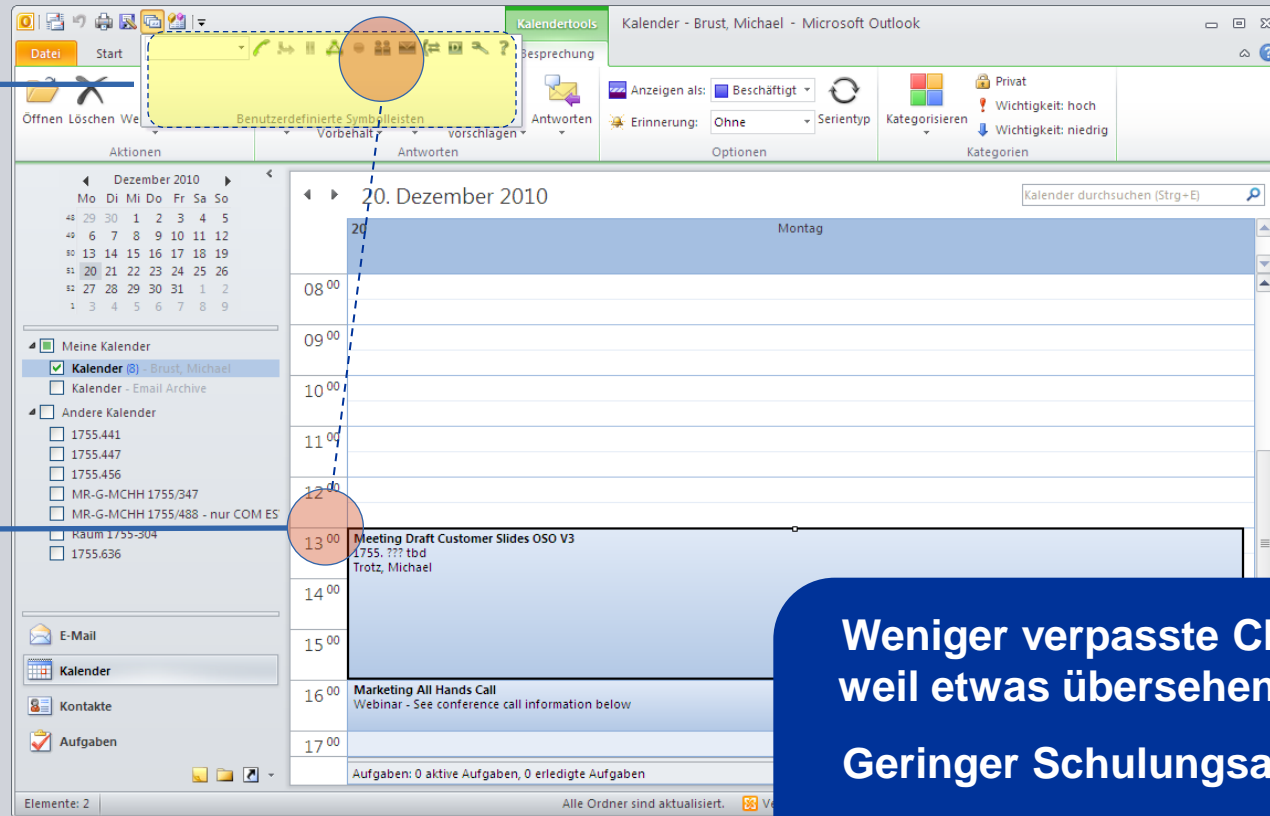 Kalendertools
Kalender - Brust, Michael - Microsoft Outlook
Datei
Start
Besprechung
Öffnen
Löschen
Benutzerdefinierte Symbolleisten
Vorbehalt
vorschlagen
Antworten
Anzeigen als:
Beschäftigt
Erinnerung:
Ohne
Serientyp
Kategorisieren
Privat
Wichtigkeit: hoch
Wichtigkeit: niedrig
Aktionen
Antworten
Optionen
Kategorien
Dezember 2010
Mo Di Mi Do Fr Sa So
48 29 30 1 2 3 4 5
49 6 7 8 9 10 11 12
50 13 14 15 16 17 18 19
51 20 21 22 23 24 25 26
52 27 28 29 30 31 1 2
1 3 4 5 6 7 8 9
Meine Kalender
Kalender (8) - Brust, Michael
Kalender - Email Archive
Andere Kalender
1755.441
1755.447
1755.456
MR-G-MCHH 1755/347
MR-G-MCHH 1755/488 - nur COM ES
Raum 1755-304
1755.636
E-Mail
Kalender
Kontakte
Aufgaben
20. Dezember 2010
Kalender durchsuchen (Strg+E)
20 Montag
08 00
09 00
10 00
11 00
12 00
13 00
Meeting Draft Customer Slides OSO V3
1755. ??? tbd
Trotz, Michael
14 00
15 00
16 00
Marketing All Hands Call
Webinar - See conference call information below
17 00
Aufgaben: 0 aktive Aufgaben, 0 erledigte Aufgaben
Elemente: 2
Alle Ordner sind aktualisiert.
Weniger verpasste
weil etwas übersehen
Geringer